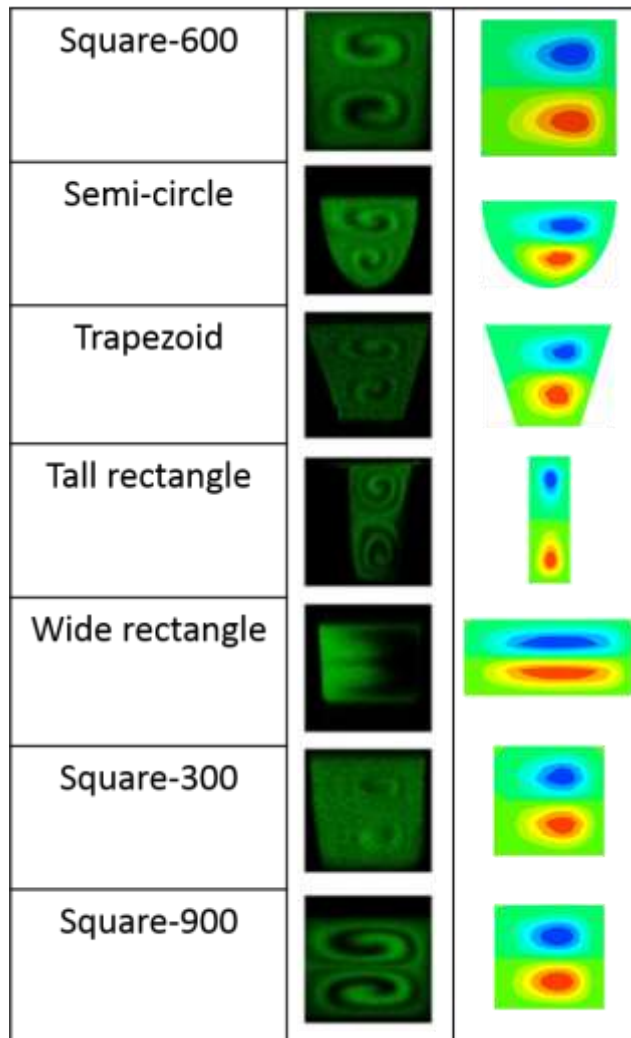 Square-600
Semi-circle
Trapezoid
Tall rectangle
Wide rectangle
Square-300
Square-900